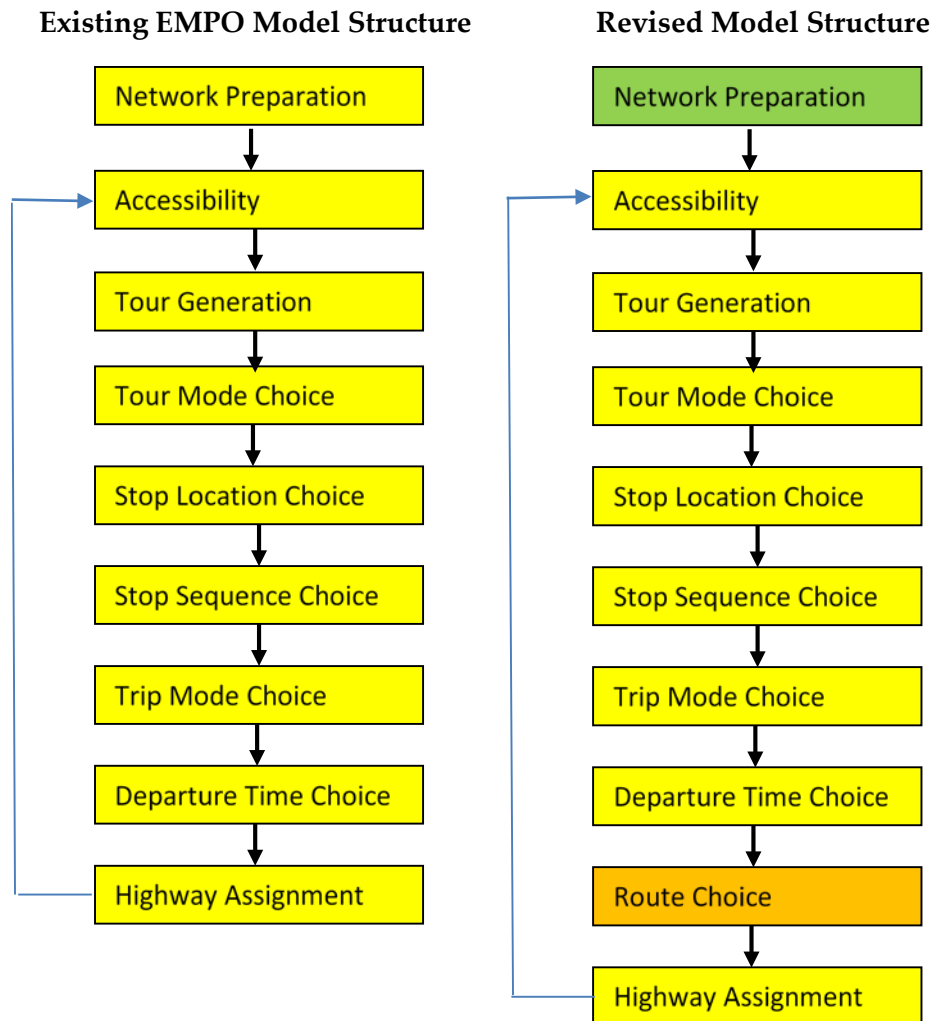 Existing EMPO Model Structure
Network Preparation
Accessibility
Tour Generation
Tour Mode Choice
Stop Location Choice
Stop Sequence Choice
Trip Mode Choice
Departure Time Choice
Highway Assignment
Revised Model Structure
Network Preparation
Accessibility
Tour Generation
Tour Mode Choice
Stop Location Choice
Stop Sequence Choice
Trip Mode Choice
Departure Time Choice
Route Choice
Highway Assignment